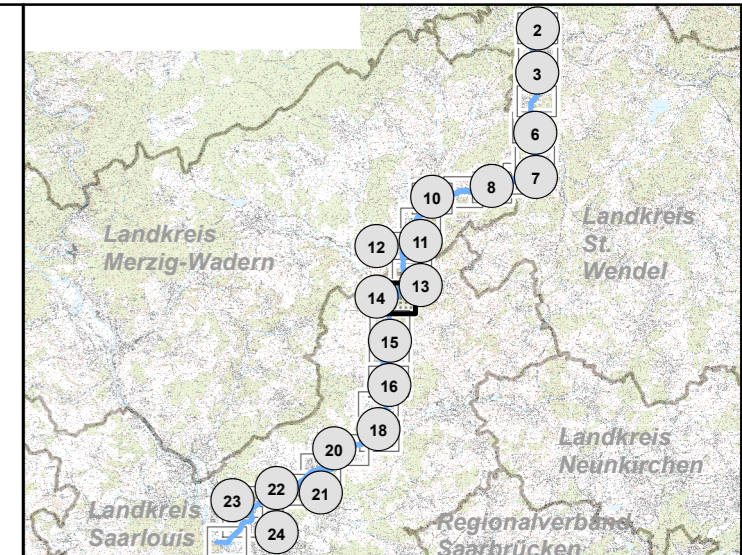 2
3
6
7
8
10
Landkreis
St.
Wendel
Landkreis
Merzig-Wadern
12
11
13
14
15
16
18
20
Landkreis
Neunkirchen
22
21
23
Landkreis
Saarlouis
24
Regionalverband
Saarbrücken